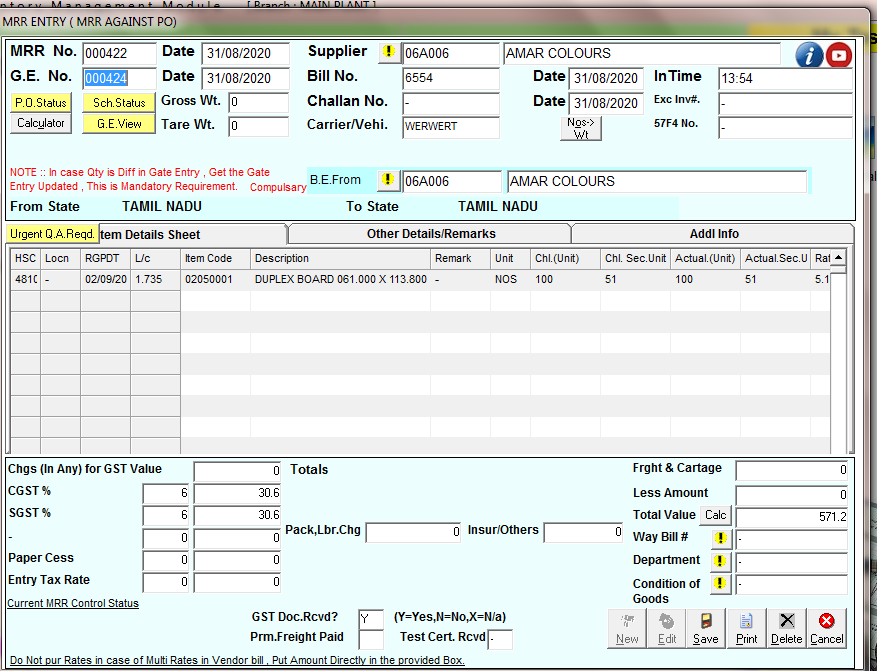 ntory Management Module [ Branch : MAIN PLANT ]
MRR ENTRY ( MRR AGAINST PO)
MRR No. 000422 Date 31/08/2020 Supplier ! 06A006 AMAR COLOURS
G.E. No. 000424 Date 31/08/2020 Bill No. 6554 Date 31/08/2020 InTime 13:54
P.O.Status Sch.Status Gross Wt. 0 Challan No. - Date 31/08/2020 Exc Inv#. -
Calculator G.E.View Tare Wt. 0 Carrier/Vehi. WERWERT Nos-> Wt 57F4 No. -
NOTE :: In case Qty is Diff in Gate Entry , Get the Gate
Entry Updated , This is Mandatory Requirement. Compulsary B.E.From ! 06A006 AMAR COLOURS
From State TAMIL NADU To State TAMIL NADU
Urgent Q.A.Reqd. tem Details Sheet Other Details/Remarks Addl Info
HSC Locn RGPDT L/c Item Code Description Remark Unit Chl.(Unit) Chl. Sec.Unit Actual.(Unit) Actual.Sec.U Rat
481( - 02/09/20 1.735 02050001 DUPLEX BOARD 061.000 X 113.800 - NOS 100 51 100 51 5.1
Chgs (In Any) for GST Value 0 Totals Frght & Cartage 0
CGST % 6 30.6 Less Amount 0
SGST % 6 30.6 Total Value Calc 571.2
- 0 0 Pack,Lbr.Chg 0 Insur/Others 0 Way Bill # ! -
Paper Cess 0 0 Department ! -
Entry Tax Rate 0 0 Condition of Goods ! -
Current MRR Control Status
GST Doc.Rcvd? Y (Y=Yes,N=No,X=N/a)
Prm.Freight Paid Test Cert. Rcvd -
New Edit Save Print Delete Cancel
Do Not pur Rates in case of Multi Rates in Vendor bill , Put Amount Directly in the provided Box.